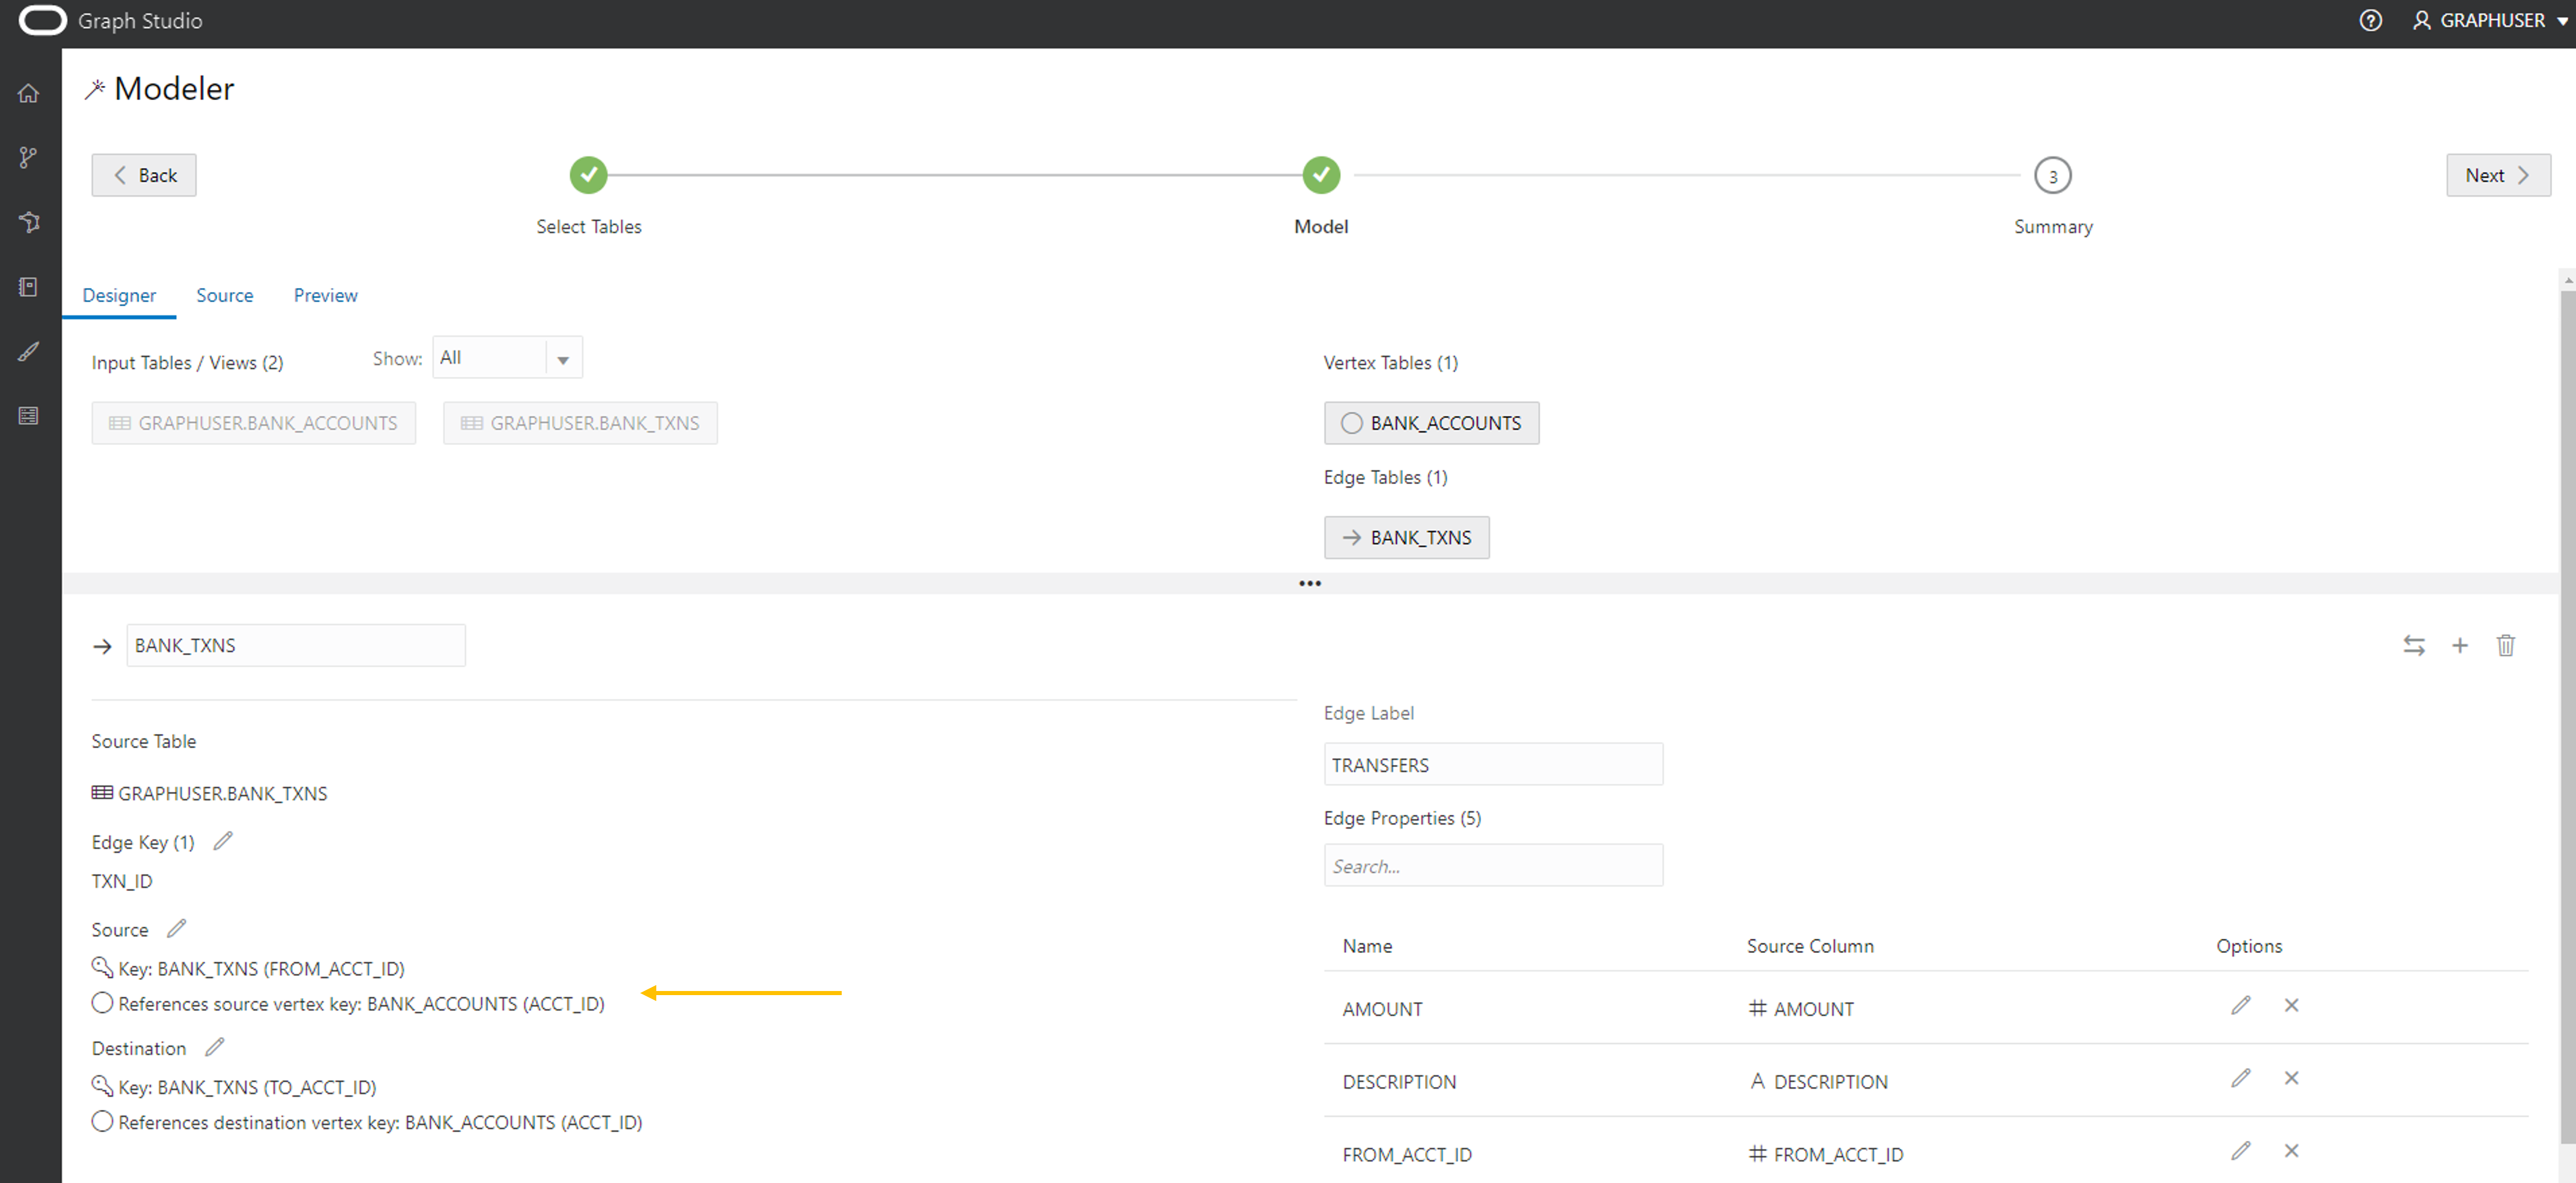 Graph Studio
GRAPHUSER
Modeler
Back
3
Next
Select Tables
Model
Summary
Designer
Source
Preview
Input Tables / Views (2)
Show:
All
GRAPHUSER.BANK_ACCOUNTS
GRAPHUSER.BANK_TXNS
Vertex Tables (1)
BANK_ACCOUNTS
Edge Tables (1)
BANK_TXNS
BANK_TXNS
Source Table
GRAPHUSER.BANK_TXNS
Edge Key (1)
TXN_ID
Source
Key: BANK_TXNS (FROM_ACCT_ID)
References source vertex key: BANK_ACCOUNTS (ACCT_ID)
Destination
Key: BANK_TXNS (TO_ACCT_ID)
References destination vertex key: BANK_ACCOUNTS (ACCT_ID)
Edge Label
TRANSFERS
Edge Properties (5)
Search...
Name Source Column Options
AMOUNT # AMOUNT
DESCRIPTION A DESCRIPTION
FROM_ACCT_ID # FROM_ACCT_ID